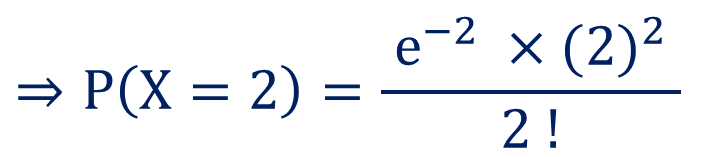 ⇒ P(X = 2) = e⁻² × (2)² / 2 !